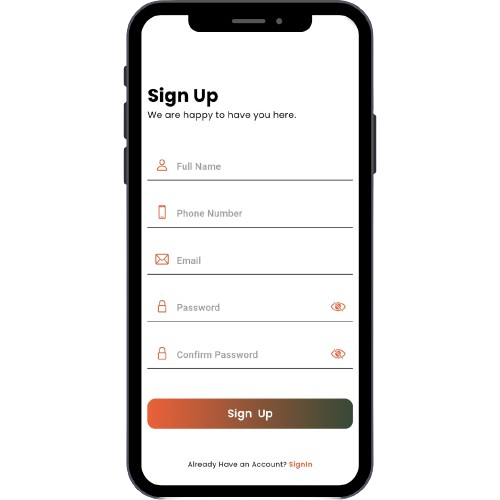 Sign Up
We are happy to have you here.
Full Name
Phone Number
Email
Password
Confirm Password
Sign Up
Already Have an Account? SignIn